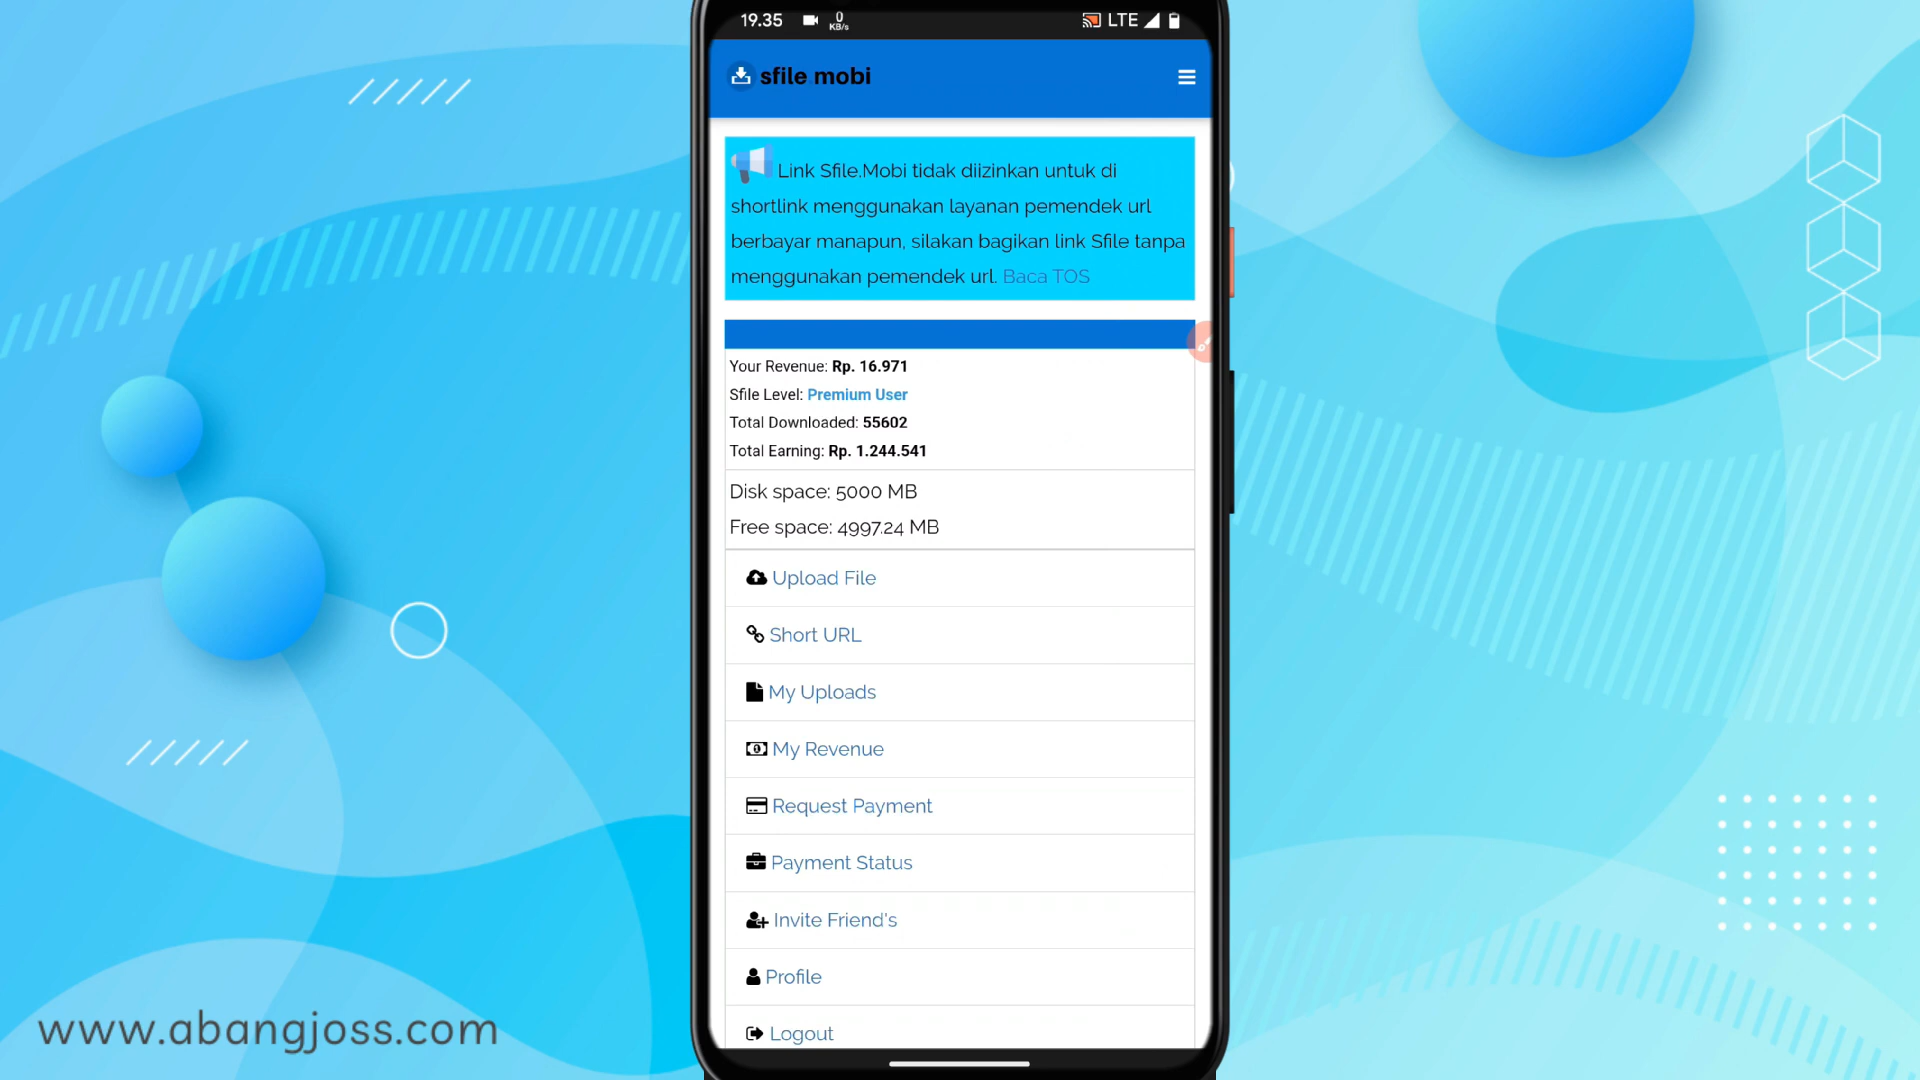 19.35
0
KB/s
LTE
sfile mobi
Link Sfile.Mobi tidak diizinkan untuk di
shortlink menggunakan layanan pemendek url
berbayar manapun, silakan bagikan link Sfile tanpa
menggunakan pemendek url. Baca TOS
Your Revenue: Rp. 16.971
Sfile Level: Premium User
Total Downloaded: 55602
Total Earning: Rp. 1.244.541
Disk space: 5000 MB
Free space: 4997.24 MB
Upload File
Short URL
My Uploads
My Revenue
Request Payment
Payment Status
Invite Friend's
Profile
Logout
www.abangjoss.com